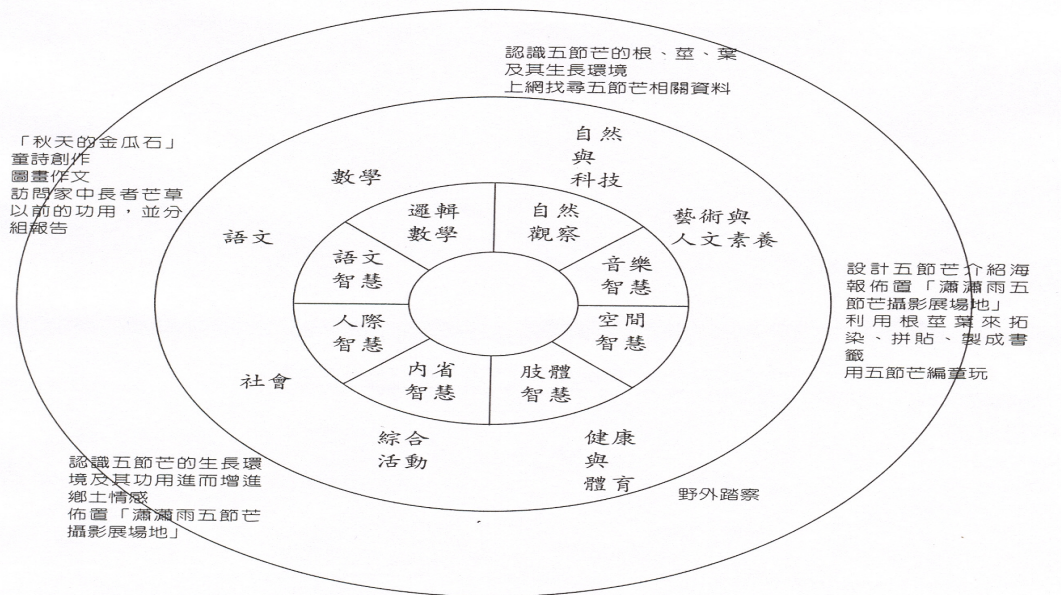 認識五節芒的根、莖、葉
及其生長環境
上網找尋五節芒相關資料
「秋天的金瓜石」
童詩創作
圖畫作文
訪問家中長者芒草
以前的功用，並分
組報告
數學
自然
與
科技
語文
藝術與
人文素養
邏輯
數學
自然
觀察
語文
智慧
音樂
智慧
人際
智慧
空間
智慧
內省
智慧
肢體
智慧
社會
綜合
活動
健康
與
體育
設計五節芒介紹海
報佈置「瀟瀟雨五
節芒攝影展場地」
利用根莖葉來拓
染、拼貼、製成書
籤
用五節芒編童玩
認識五節芒的生長環
境及其功用進而增進
鄉土情感
佈置「瀟瀟雨五節芒
攝影展場地」
野外踏察